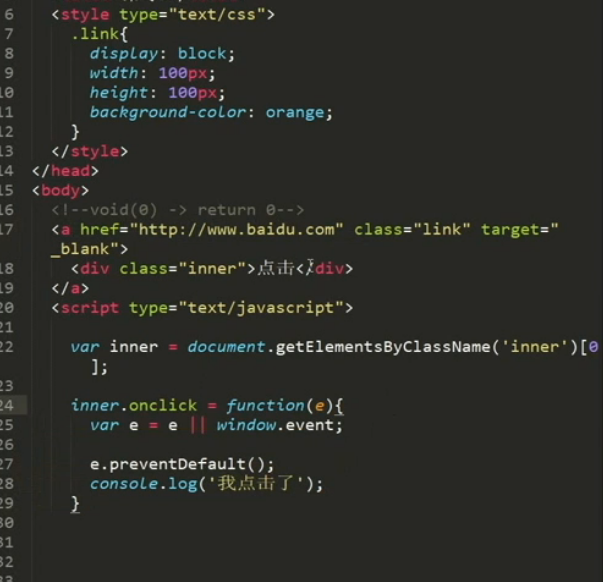 6 <style type="text/css">
7 .link{
8 display: block;
9 width: 100px;
10 height: 100px;
11 background-color: orange;
12 }
13 </style>
14 </head>
15 <body>
16 <!--void(0) -> return 0-->
17 <a href="http://www.baidu.com" class="link" target="
_blank">
18 <div class="inner">点击</div>
19 </a>
20 <script type="text/javascript">
21
22 var inner = document.getElementsByClassName('inner')[0
];
23
24 inner.onclick = function(e){
25 var e = e || window.event;
26
27 e.preventDefault();
28 console.log('我点击了');
29 }
30
31
32